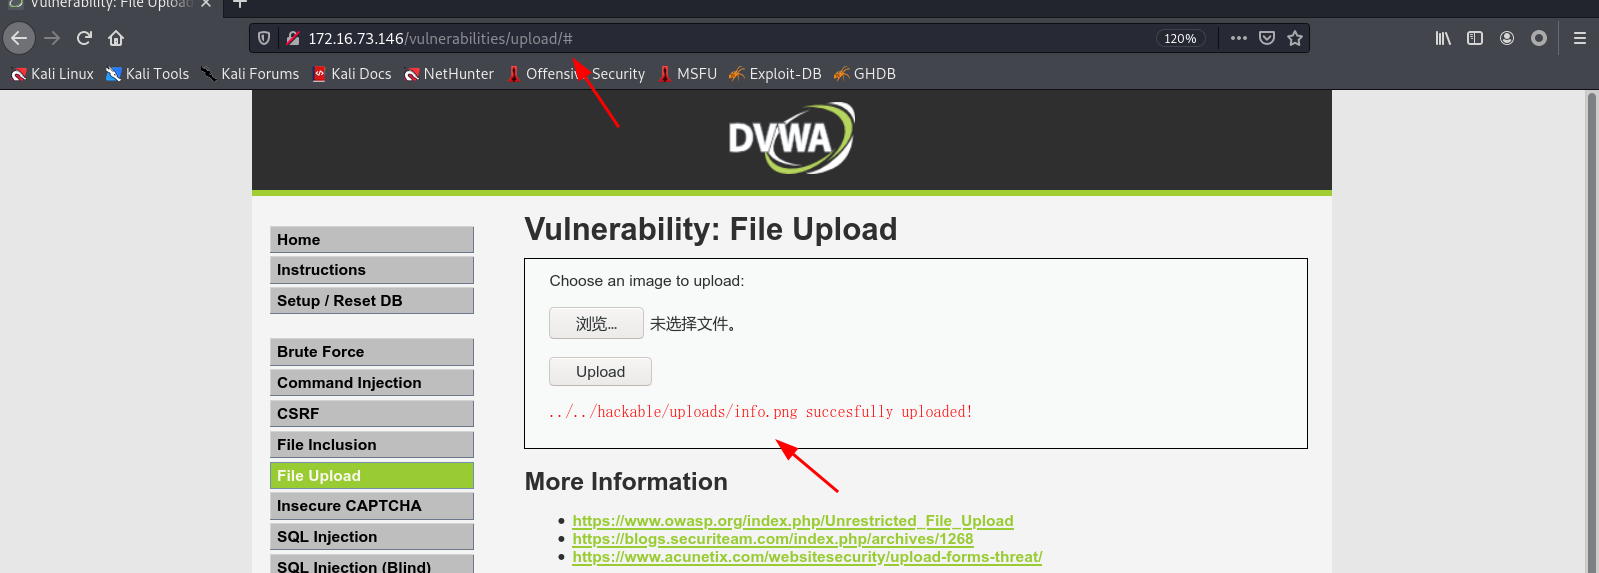 Vulnerability: File Upload
172.16.73.146/vulnerabilities/upload/#
120%
Kali Linux Kali Tools Kali Forums Kali Docs NetHunter Offensive Security MSFU Exploit-DB GHDB
DVWA
Home
Instructions
Setup / Reset DB
Brute Force
Command Injection
CSRF
File Inclusion
File Upload
Insecure CAPTCHA
SQL Injection
SQL Injection (Blind)
Vulnerability: File Upload
Choose an image to upload:
浏览... 未选择文件。
Upload
../../hackable/uploads/info.png succesfully uploaded!
More Information
https://www.owasp.org/index.php/Unrestricted_File_Upload
https://blogs.securiteam.com/index.php/archives/1268
https://www.acunetix.com/websitesecurity/upload-forms-threat/